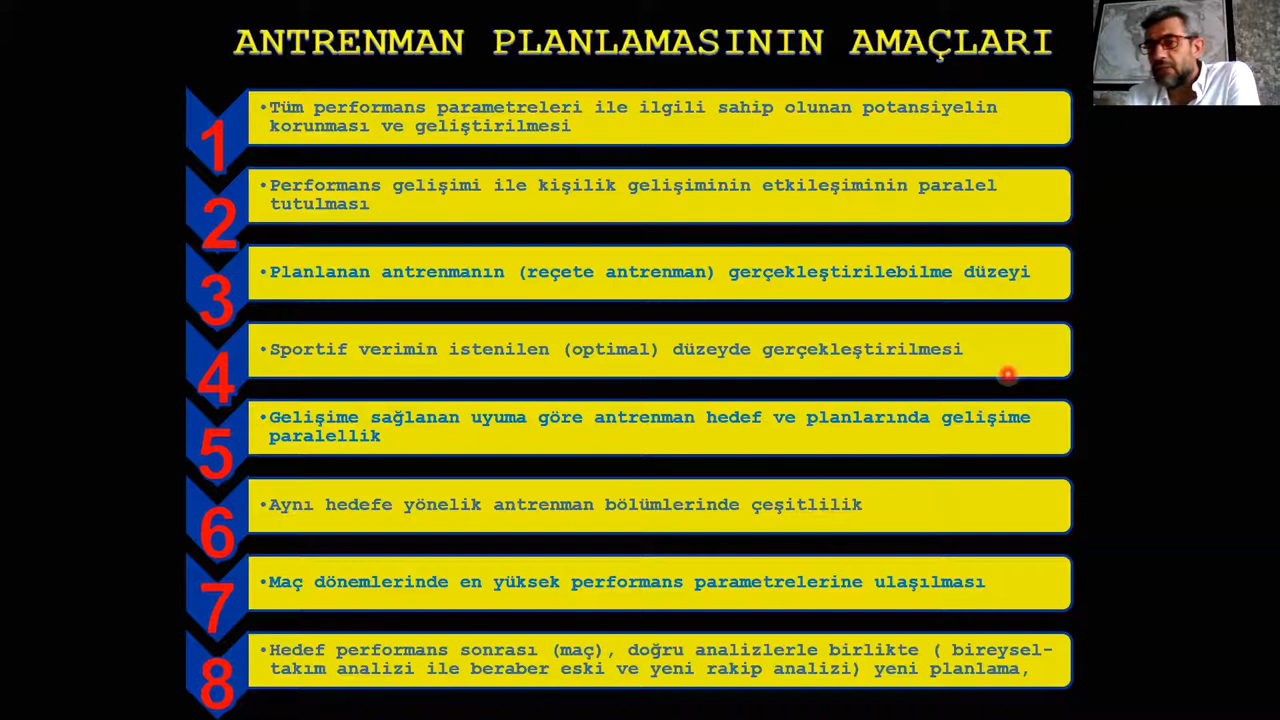 ANTRENMAN PLANLAMASININ AMAÇLARI
1
•Tüm performans parametreleri ile ilgili sahip olunan potansiyelin
korunması ve geliştirilmesi
2
•Performans gelişimi ile kişilik gelişiminin etkileşiminin paralel
tutulması
3
•Planlanan antrenmanın (reçete antrenman) gerçekleştirilebilme düzeyi
4
•Sportif verimin istenilen (optimal) düzeyde gerçekleştirilmesi
5
•Gelişime sağlanan uyuma göre antrenman hedef ve planlarında gelişime
paralellik
6
•Aynı hedefe yönelik antrenman bölümlerinde çeşitlilik
7
•Maç dönemlerinde en yüksek performans parametrelerine ulaşılması
8
•Hedef performans sonrası (maç), doğru analizlerle birlikte ( bireysel-
takım analizi ile beraber eski ve yeni rakip analizi) yeni planlama,